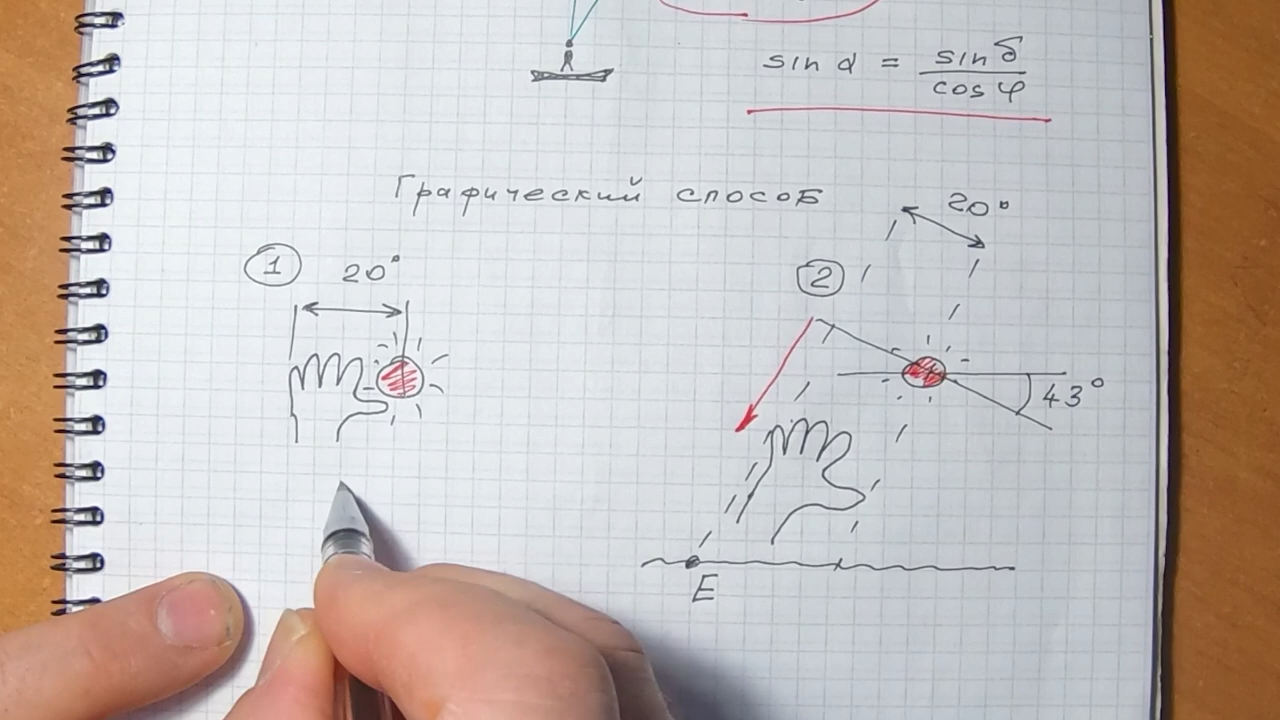 sin α = sin δ / cos φ
Графический способ
1
20°
20°
2
43°
E